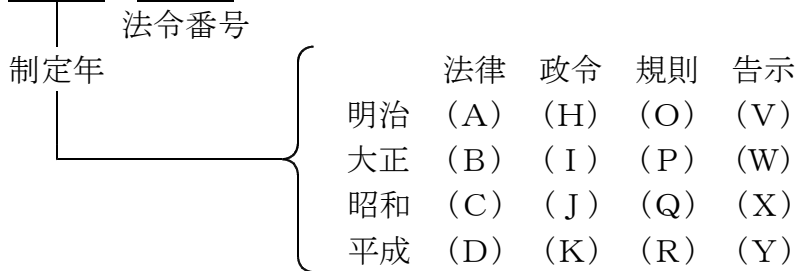 法令番号
制定年
法律 政令 規則 告示
明治 （A） （H） （O） （V）
大正 （B） （I） （P） （W）
昭和 （C） （J） （Q） （X）
平成 （D） （K） （R） （Y）